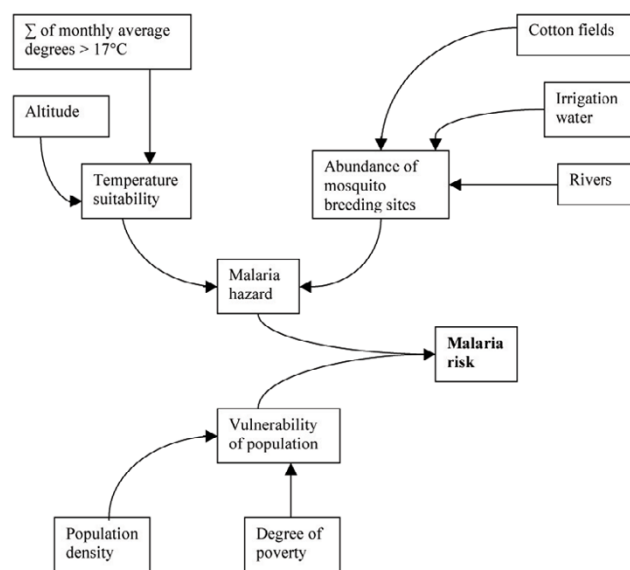 ∑ of monthly average
degrees > 17°C
Cotton fields
Altitude
Irrigation
water
Temperature
suitability
Abundance of
mosquito
breeding sites
Rivers
Malaria
hazard
Malaria
risk
Vulnerability
of population
Population
density
Degree of
poverty